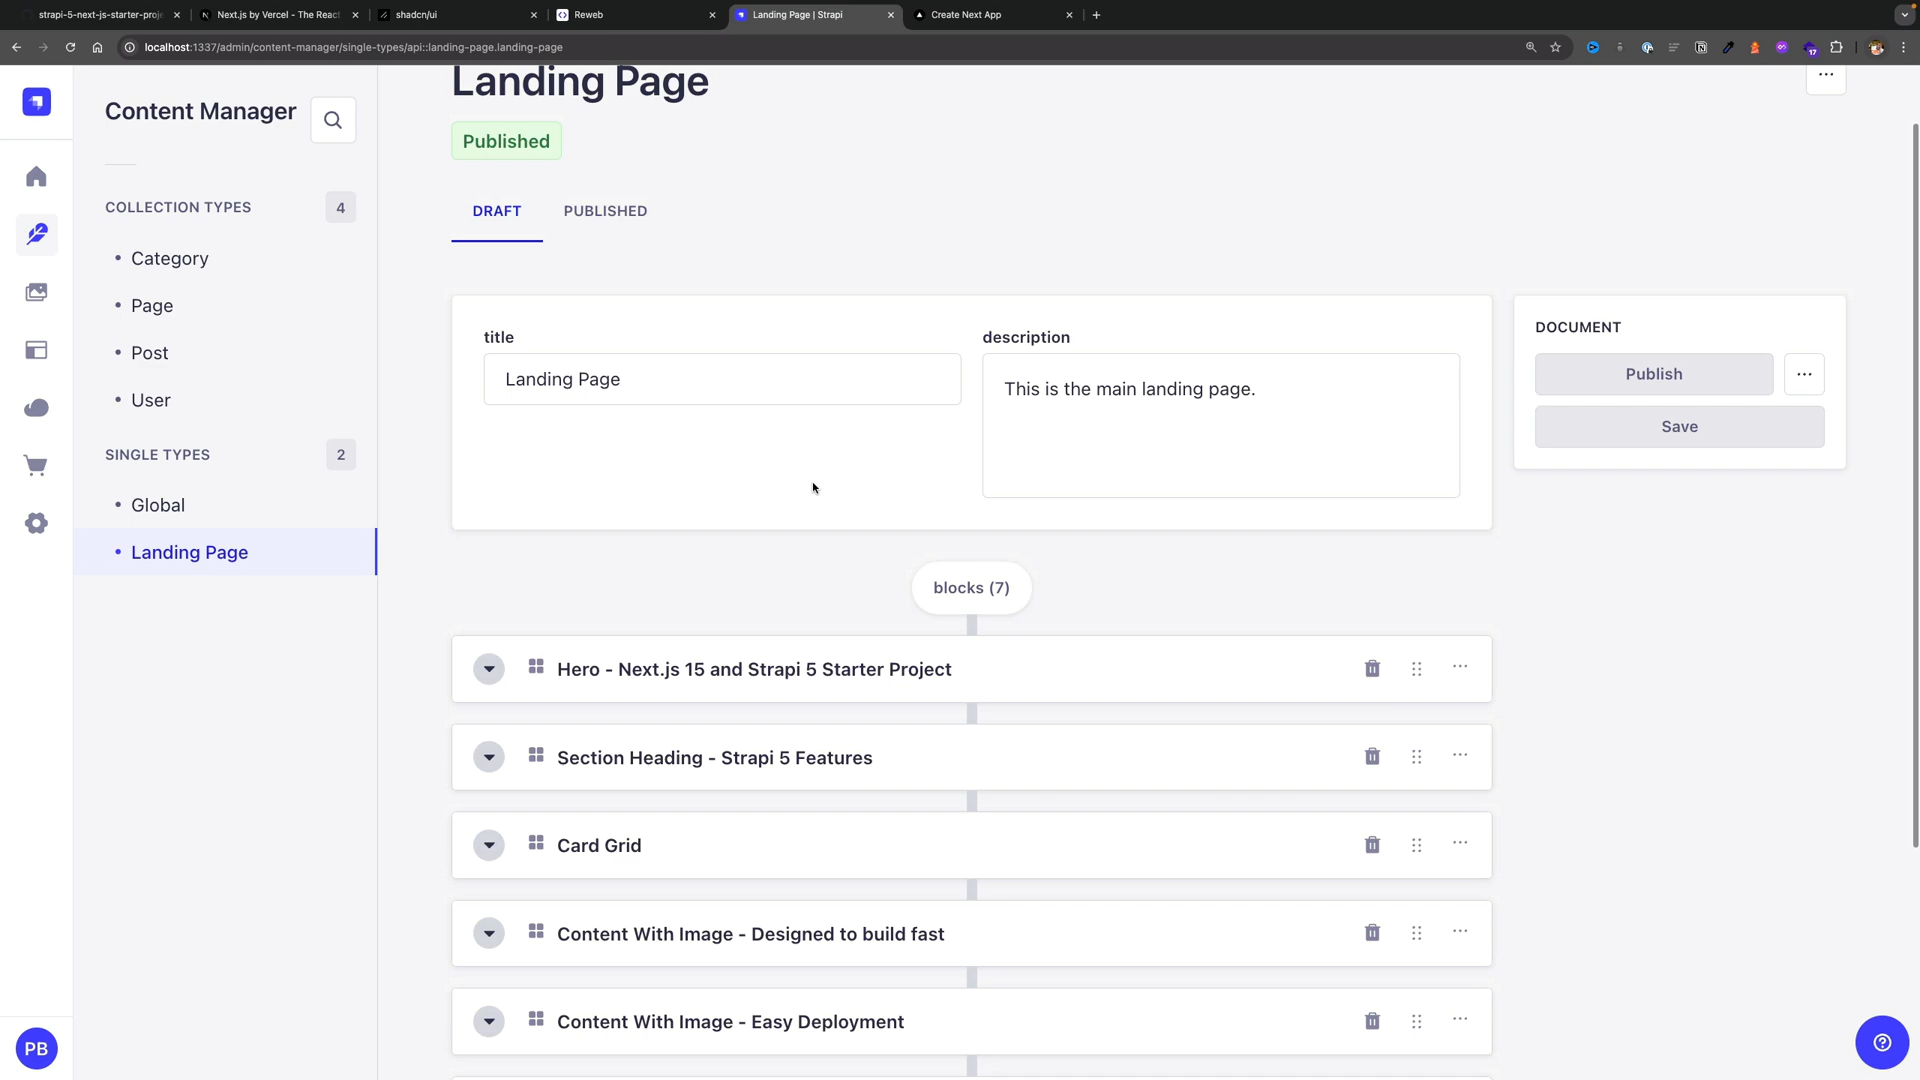 strapi-5-next-js-starter-proje
Next.js by Vercel - The React
shadcn/ui
Reweb
Landing Page | Strapi
Create Next App
localhost:1337/admin/content-manager/single-types/api::landing-page.landing-page
17
Content Manager
COLLECTION TYPES
4
Category
Page
Post
User
SINGLE TYPES
2
Global
Landing Page
PB
Landing Page
Published
DRAFT
PUBLISHED
title
Landing Page
description
This is the main landing page.
DOCUMENT
Publish
Save
blocks (7)
Hero - Next.js 15 and Strapi 5 Starter Project
Section Heading - Strapi 5 Features
Card Grid
Content With Image - Designed to build fast
Content With Image - Easy Deployment